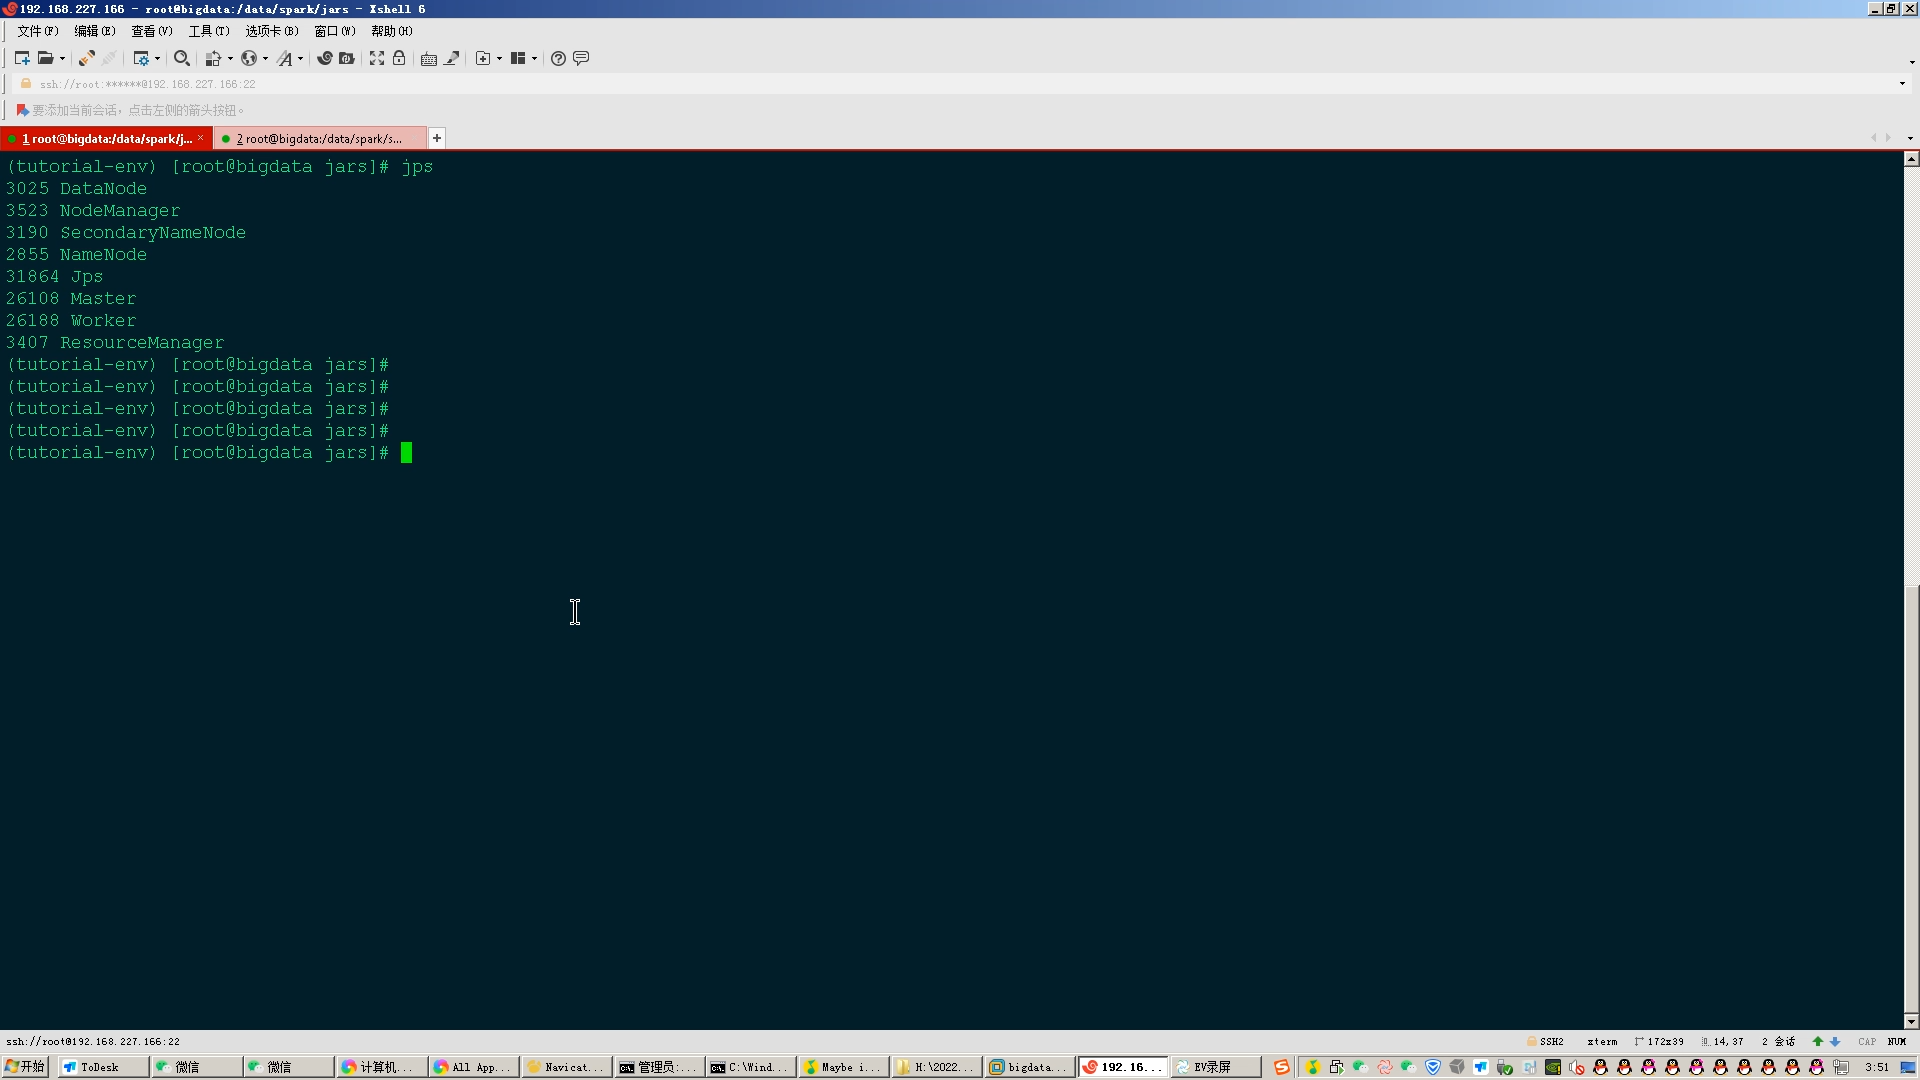 192.168.227.166 - root@bigdata:/data/spark/jars - Xshell 6
文件(F) 编辑(E) 查看(V) 工具(T) 选项卡(B) 窗口(W) 帮助(H)
ssh://root:******@192.168.227.166:22
要添加当前会话，点击左侧的箭头按钮。
1 root@bigdata:/data/spark/j... × 2 root@bigdata:/data/spark/s... +
(tutorial-env) [root@bigdata jars]# jps
3025 DataNode
3523 NodeManager
3190 SecondaryNameNode
2855 NameNode
31864 Jps
26108 Master
26188 Worker
3407 ResourceManager
(tutorial-env) [root@bigdata jars]#
(tutorial-env) [root@bigdata jars]#
(tutorial-env) [root@bigdata jars]#
(tutorial-env) [root@bigdata jars]#
(tutorial-env) [root@bigdata jars]#
ssh://root@192.168.227.166:22 SSH2 xterm 172x39 14,37 2 会话 CAP NUM
开始 ToDesk 微信 微信 计算机... All App... Navicat... 管理员:... C:\Wind... Maybe i... H:\2022... bigdata... 192.16... EV录屏 3:51